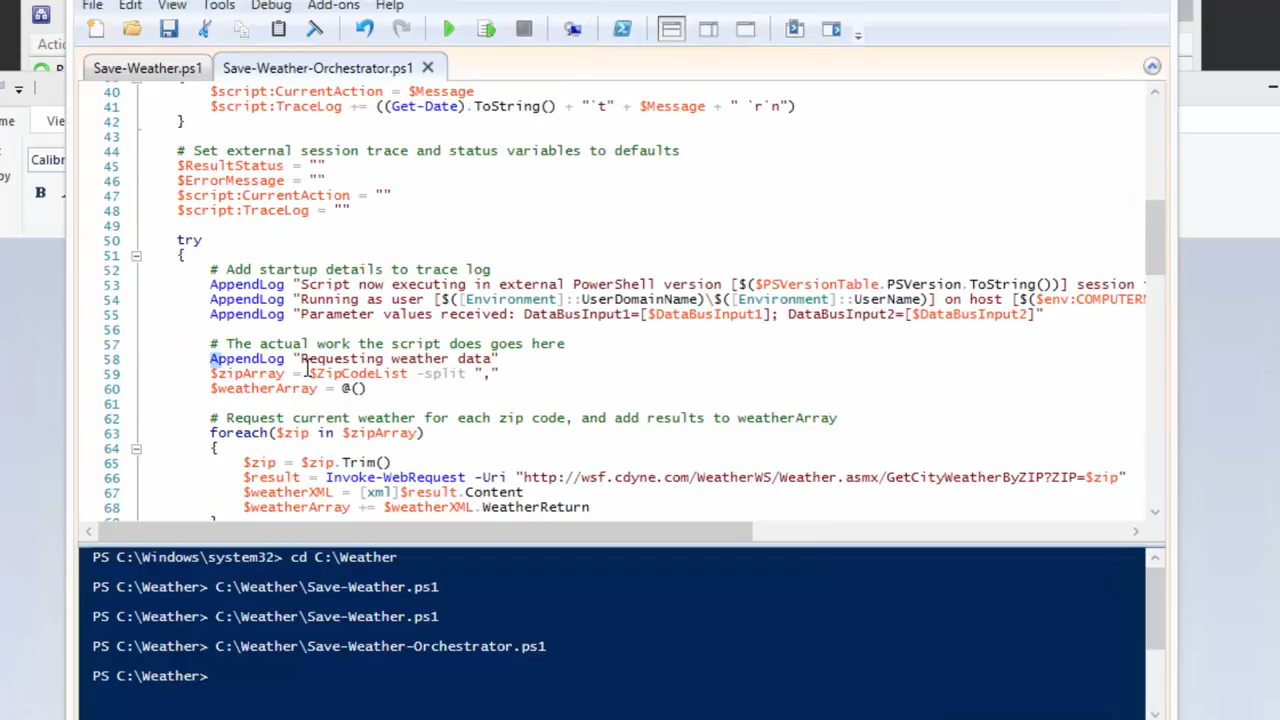 File Edit View Tools Debug Add-ons Help
Actio
Save-Weather.ps1 Save-Weather-Orchestrator.ps1
me Vie
Calibr
B
40 $script:CurrentAction = $Message
41 $script:TraceLog += ((Get-Date).ToString() + "`t" + $Message + " `r`n")
42 }
43
44 # Set external session trace and status variables to defaults
45 $ResultStatus = ""
46 $ErrorMessage = ""
47 $script:CurrentAction = ""
48 $script:TraceLog = ""
49
50 try
51 {
52 # Add startup details to trace log
53 AppendLog "Script now executing in external PowerShell version [$($PSVersionTable.PSVersion.ToString())] session
54 AppendLog "Running as user [$([Environment]::UserDomainName)\$([Environment]::UserName)] on host [$($env:COMPUTERN
55 AppendLog "Parameter values received: DataBusInput1=[$DataBusInput1]; DataBusInput2=[$DataBusInput2]"
56
57 # The actual work the script does goes here
58 AppendLog "Requesting weather data"
59 $zipArray = $ZipCodeList -split ","
60 $weatherArray = @()
61
62 # Request current weather for each zip code, and add results to weatherArray
63 foreach($zip in $zipArray)
64 {
65 $zip = $zip.Trim()
66 $result = Invoke-WebRequest -Uri "http://wsf.cdyne.com/WeatherWS/Weather.asmx/GetCityWeatherByZIP?ZIP=$zip"
67 $weatherXML = [xml]$result.Content
68 $weatherArray += $weatherXML.WeatherReturn
PS C:\Windows\system32> cd C:\Weather
PS C:\Weather> C:\Weather\Save-Weather.ps1
PS C:\Weather> C:\Weather\Save-Weather.ps1
PS C:\Weather> C:\Weather\Save-Weather-Orchestrator.ps1
PS C:\Weather>